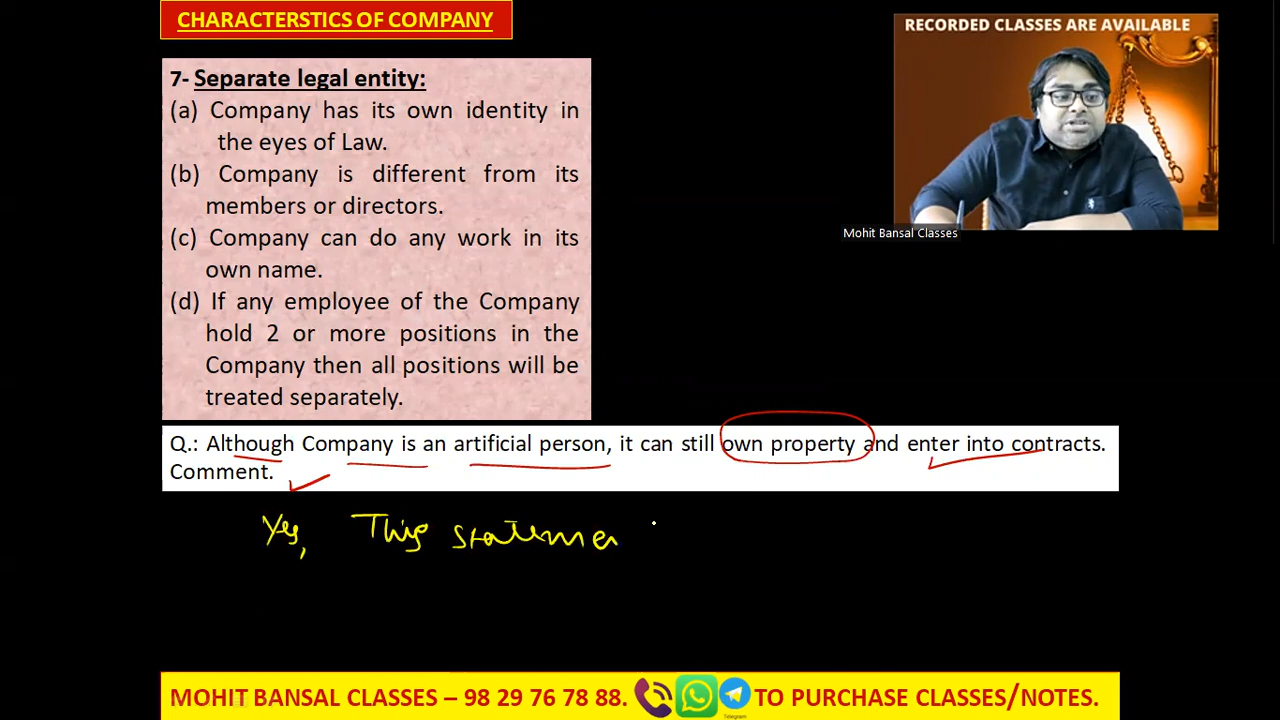 CHARACTERSTICS OF COMPANY
RECORDED CLASSES ARE AVAILABLE
7- Separate legal entity:
(a) Company has its own identity in
the eyes of Law.
(b) Company is different from its
members or directors.
(c) Company can do any work in its
own name.
(d) If any employee of the Company
hold 2 or more positions in the
Company then all positions will be
treated separately.
Mohit Bansal Classes
Q.: Although Company is an artificial person, it can still own property and enter into contracts.
Comment.
Yes, This statemen
MOHIT BANSAL CLASSES – 98 29 76 78 88. TO PURCHASE CLASSES/NOTES.
Telegram